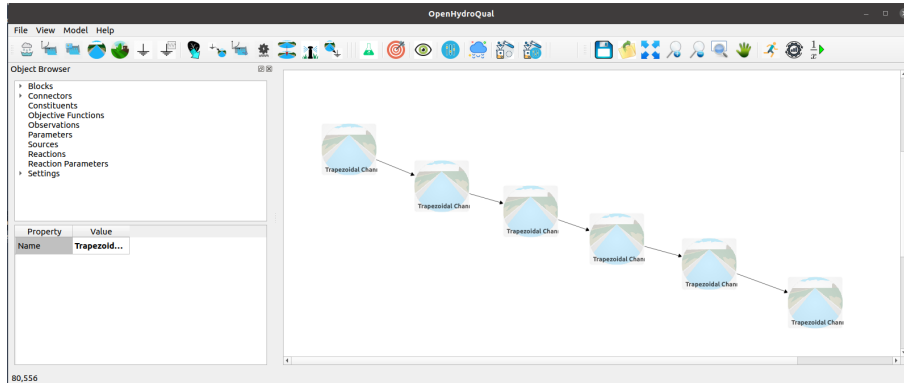 OpenHydroQual
File View Model Help
Object Browser
Blocks
Connectors
Constituents
Objective Functions
Observations
Parameters
Sources
Reactions
Reaction Parameters
Settings
Property Value
Name Trapezoid...
Trapezoidal Chan
Trapezoidal Chan
Trapezoidal Chan
Trapezoidal Chan
Trapezoidal Chan
Trapezoidal Chan
80,556